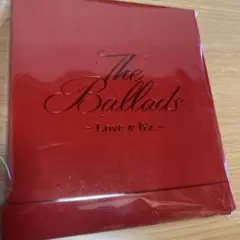 The
Ballads
~ Love & B'z ~